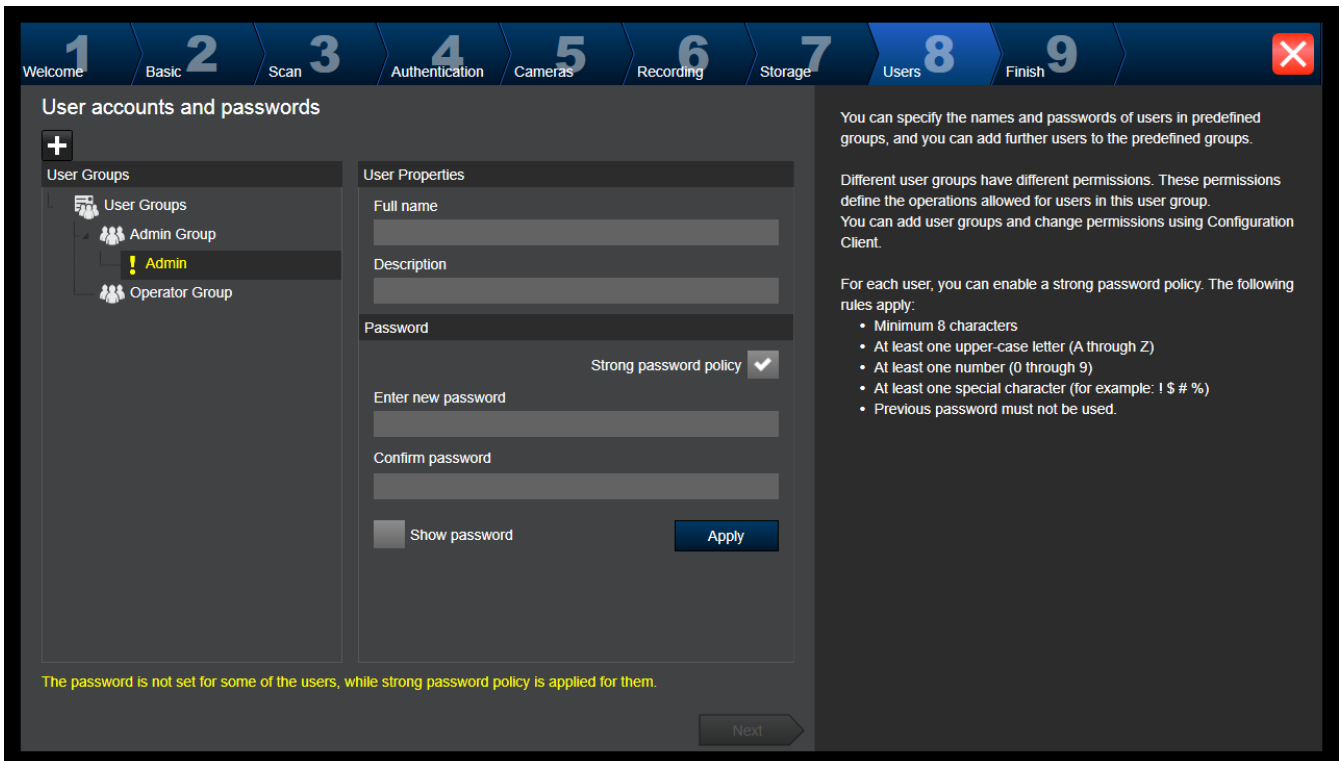 1 2 3 4 5 6 7 8 9
Welcome Basic Scan Authentication Cameras Recording Storage Users Finish
User accounts and passwords
User Groups
User Groups
Admin Group
! Admin
Operator Group
User Properties
Full name
Description
Password
Strong password policy
Enter new password
Confirm password
Show password
Apply
The password is not set for some of the users, while strong password policy is applied for them.
Next
You can specify the names and passwords of users in predefined
groups, and you can add further users to the predefined groups.
Different user groups have different permissions. These permissions
define the operations allowed for users in this user group.
You can add user groups and change permissions using Configuration
Client.
For each user, you can enable a strong password policy. The following
rules apply:
• Minimum 8 characters
• At least one upper-case letter (A through Z)
• At least one number (0 through 9)
• At least one special character (for example: ! $ # %)
• Previous password must not be used.